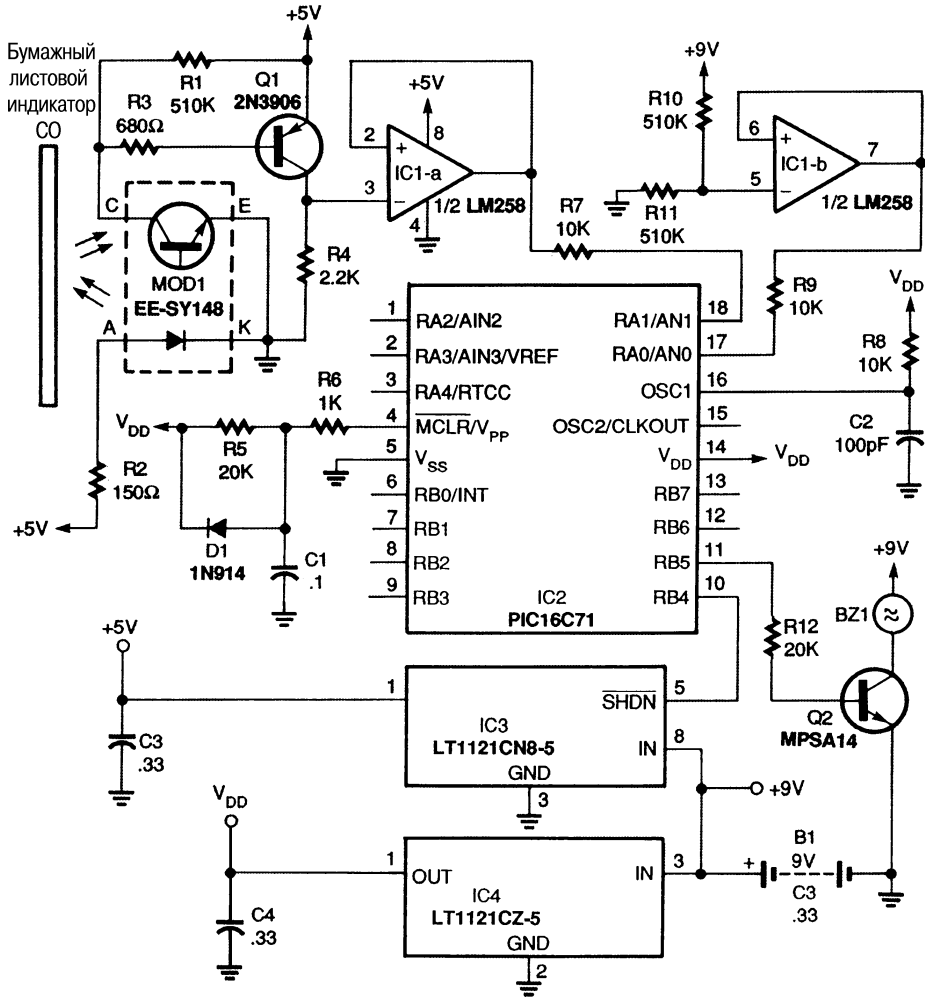 Бумажный
листовой
индикатор
CO
+5V
R1
510K
Q1
2N3906
R3
680Ω
C
E
MOD1
EE-SY148
A
K
R4
2.2K
R2
150Ω
+5V
2
+
+5V
8
IC1-a
3
−
4
1/2 LM258
R7
10K
+9V
R10
510K
R11
510K
6
+
IC1-b
7
5
−
1/2 LM258
R9
10K
VDD
R8
10K
C2
100pF
VDD
R5
20K
R6
1K
D1
1N914
C1
.1
1
RA2/AIN2
2
RA3/AIN3/VREF
3
RA4/RTCC
4
MCLR/VPP
5
VSS
6
RB0/INT
7
RB1
8
RB2
9
RB3
RA1/AN1
18
RA0/AN0
17
OSC1
16
OSC2/CLKOUT
15
VDD
14
VDD
RB7
13
RB6
12
RB5
11
RB4
10
IC2
PIC16C71
+9V
BZ1
R12
20K
Q2
MPSA14
+5V
C3
.33
1
SHDN
5
IC3
LT1121CN8-5
IN
8
GND
3
+9V
VDD
C4
.33
1
OUT
IN
3
IC4
LT1121CZ-5
GND
2
B1
+
9V
C3
.33